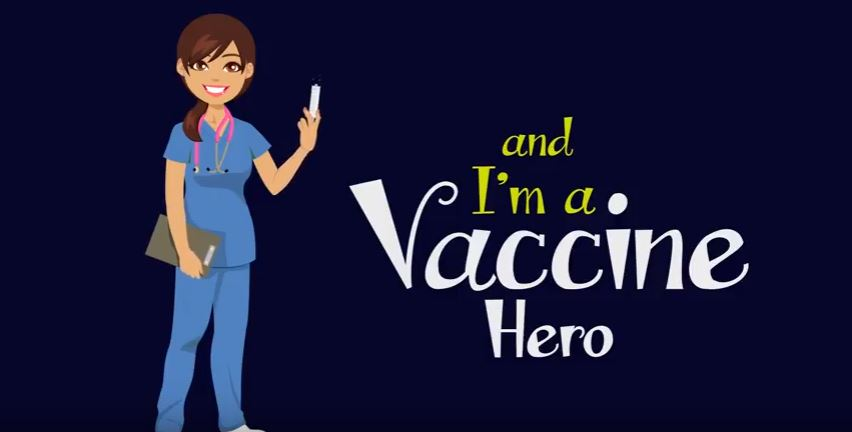 and
I'm a
Vaccine
Hero